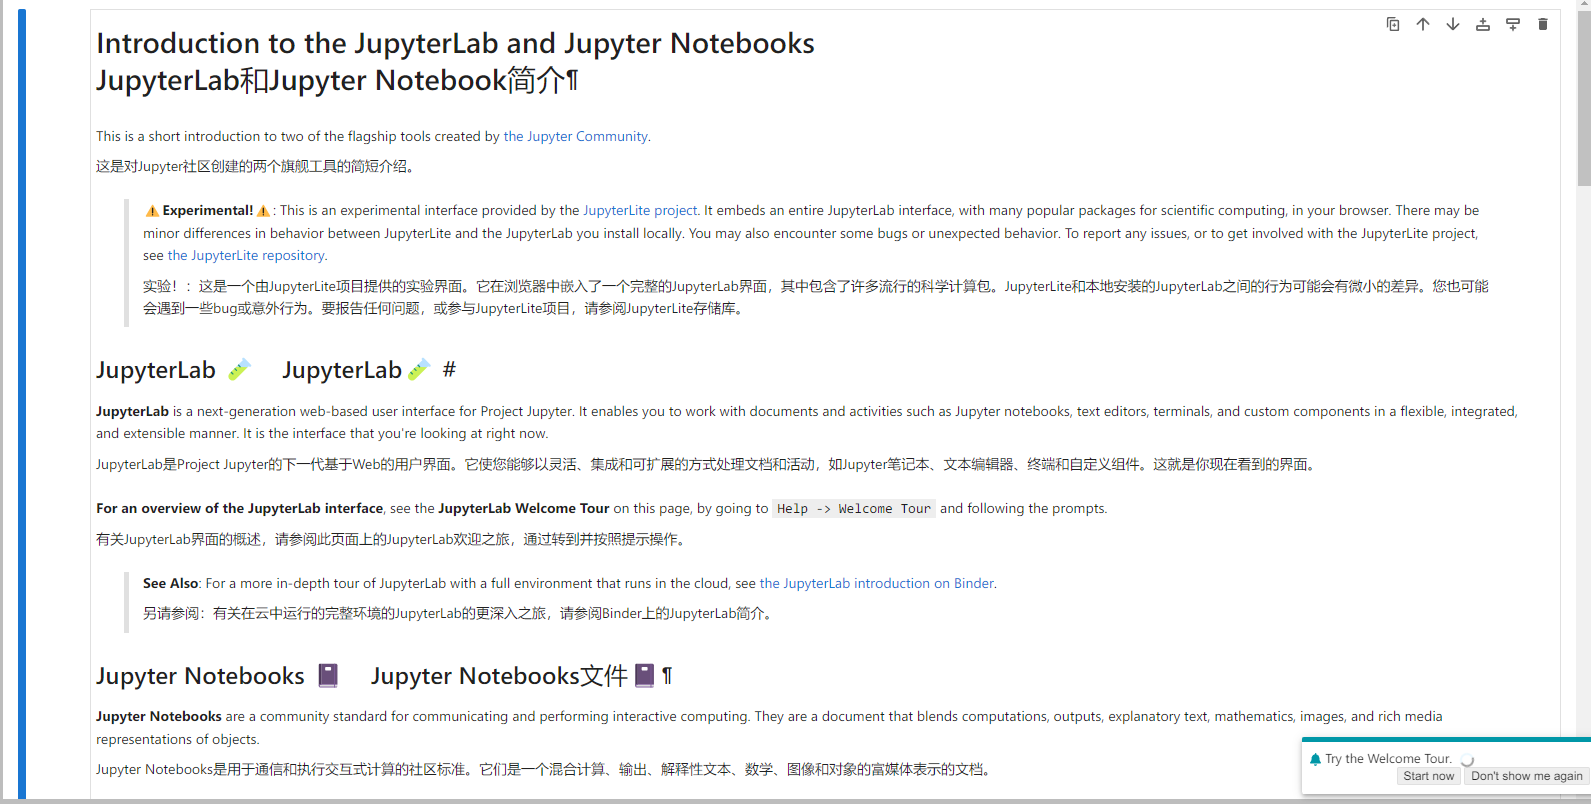 Introduction to the JupyterLab and Jupyter Notebooks
JupyterLab和Jupyter Notebook简介¶
This is a short introduction to two of the flagship tools created by the Jupyter Community.
这是对Jupyter社区创建的两个旗舰工具的简短介绍。
⚠️Experimental!⚠️: This is an experimental interface provided by the JupyterLite project. It embeds an entire JupyterLab interface, with many popular packages for scientific computing, in your browser. There may be
minor differences in behavior between JupyterLite and the JupyterLab you install locally. You may also encounter some bugs or unexpected behavior. To report any issues, or to get involved with the JupyterLite project,
see the JupyterLite repository.
实验！：这是一个由JupyterLite项目提供的实验界面。它在浏览器中嵌入了一个完整的JupyterLab界面，其中包含了许多流行的科学计算包。JupyterLite和本地安装的JupyterLab之间的行为可能会有微小的差异。您也可能
会遇到一些bug或意外行为。要报告任何问题，或参与JupyterLite项目，请参阅JupyterLite存储库。
JupyterLab 🧪 JupyterLab🧪 #
JupyterLab is a next-generation web-based user interface for Project Jupyter. It enables you to work with documents and activities such as Jupyter notebooks, text editors, terminals, and custom components in a flexible, integrated,
and extensible manner. It is the interface that you're looking at right now.
JupyterLab是Project Jupyter的下一代基于Web的用户界面。它使您能够以灵活、集成和可扩展的方式处理文档和活动，如Jupyter笔记本、文本编辑器、终端和自定义组件。这就是你现在看到的界面。
For an overview of the JupyterLab interface, see the JupyterLab Welcome Tour on this page, by going to Help -> Welcome Tour and following the prompts.
有关JupyterLab界面的概述，请参阅此页面上的JupyterLab欢迎之旅，通过转到并按照提示操作。
See Also: For a more in-depth tour of JupyterLab with a full environment that runs in the cloud, see the JupyterLab introduction on Binder.
另请参阅：有关在云中运行的完整环境的JupyterLab的更深入之旅，请参阅Binder上的JupyterLab简介。
Jupyter Notebooks 📓 Jupyter Notebooks文件📓¶
Jupyter Notebooks are a community standard for communicating and performing interactive computing. They are a document that blends computations, outputs, explanatory text, mathematics, images, and rich media
representations of objects.
Jupyter Notebooks是用于通信和执行交互式计算的社区标准。它们是一个混合计算、输出、解释性文本、数学、图像和对象的富媒体表示的文档。
Try the Welcome Tour.
Start now Don't show me again